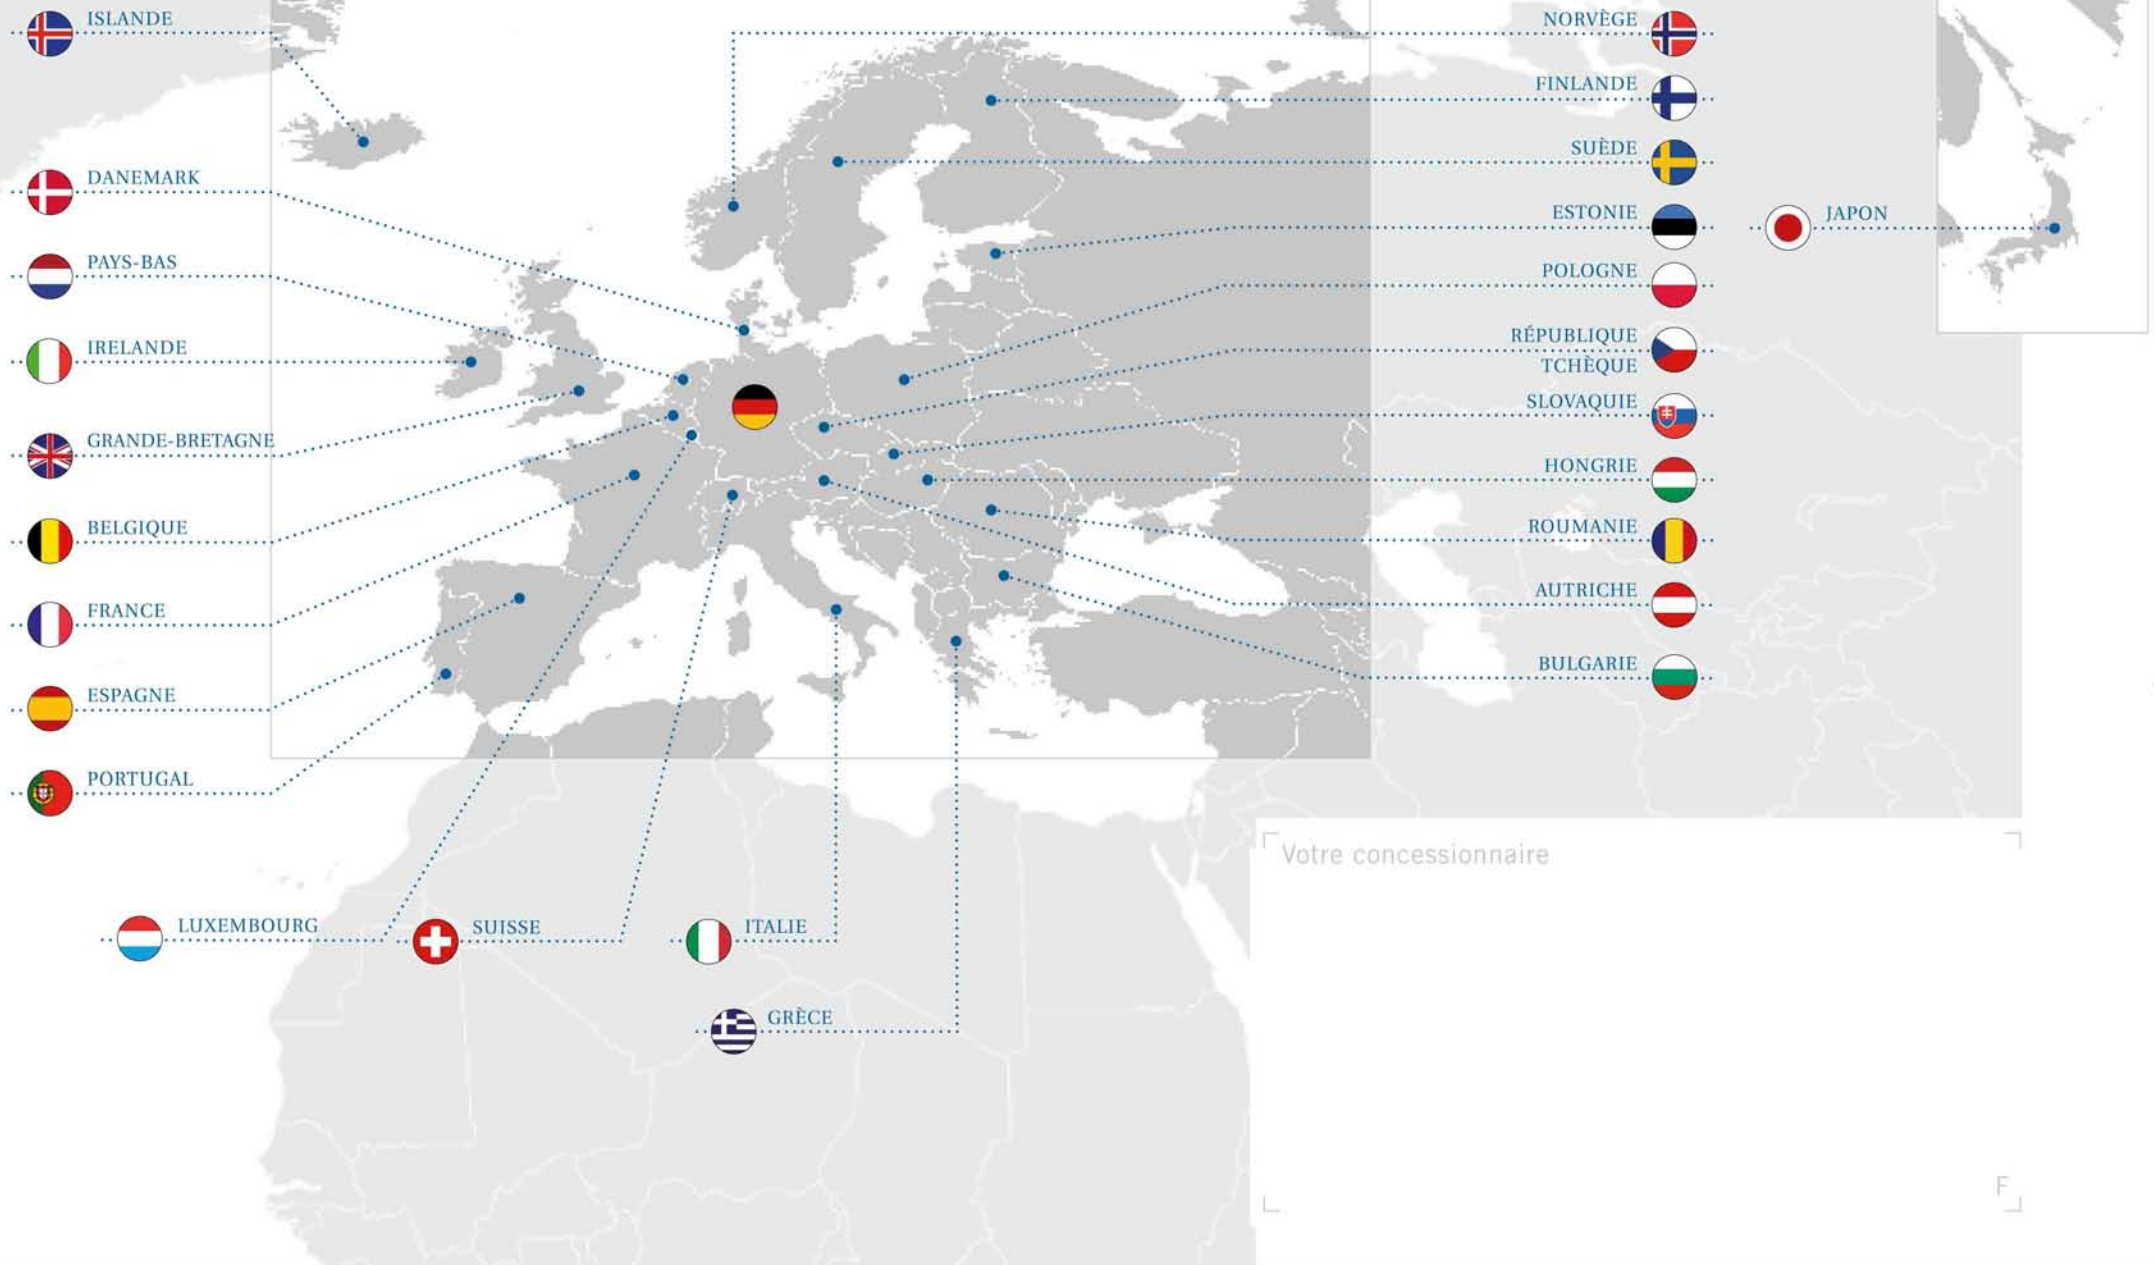 ISLANDE
DANEMARK
PAYS-BAS
IRELANDE
GRANDE-BRETAGNE
BELGIQUE
FRANCE
ESPAGNE
PORTUGAL
LUXEMBOURG
SUISSE
ITALIE
GRÈCE
NORVÈGE
FINLANDE
SUÈDE
ESTONIE
POLOGNE
RÉPUBLIQUE
TCHÈQUE
SLOVAQUIE
HONGRIE
ROUMANIE
AUTRICHE
BULGARIE
JAPON
Votre concessionnaire
F